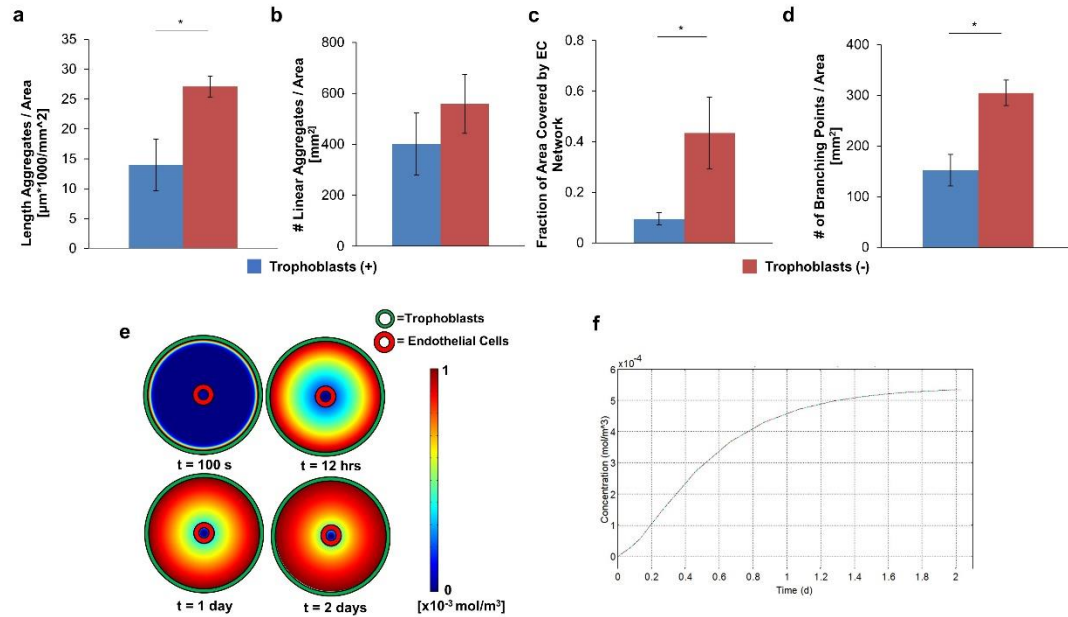 a
*
Length Aggregates / Area
[µm*1000/mm^2]
35
30
25
20
15
10
5
0
b
# Linear Aggregates / Area
[mm²]
800
600
400
200
0
c
*
Fraction of Area Covered by EC
Network
0.8
0.6
0.4
0.2
0
d
*
# of Branching Points / Area
[mm²]
400
300
200
100
0
Trophoblasts (+)
Trophoblasts (-)
e
=Trophoblasts
= Endothelial Cells
t = 100 s
t = 12 hrs
t = 1 day
t = 2 days
1
0
[x10⁻³ mol/m³]
f
x10⁻⁴
Concentration (mol/m^3)
6
5
4
3
2
1
0
0 0.2 0.4 0.6 0.8 1 1.2 1.4 1.6 1.8 2
Time (d)